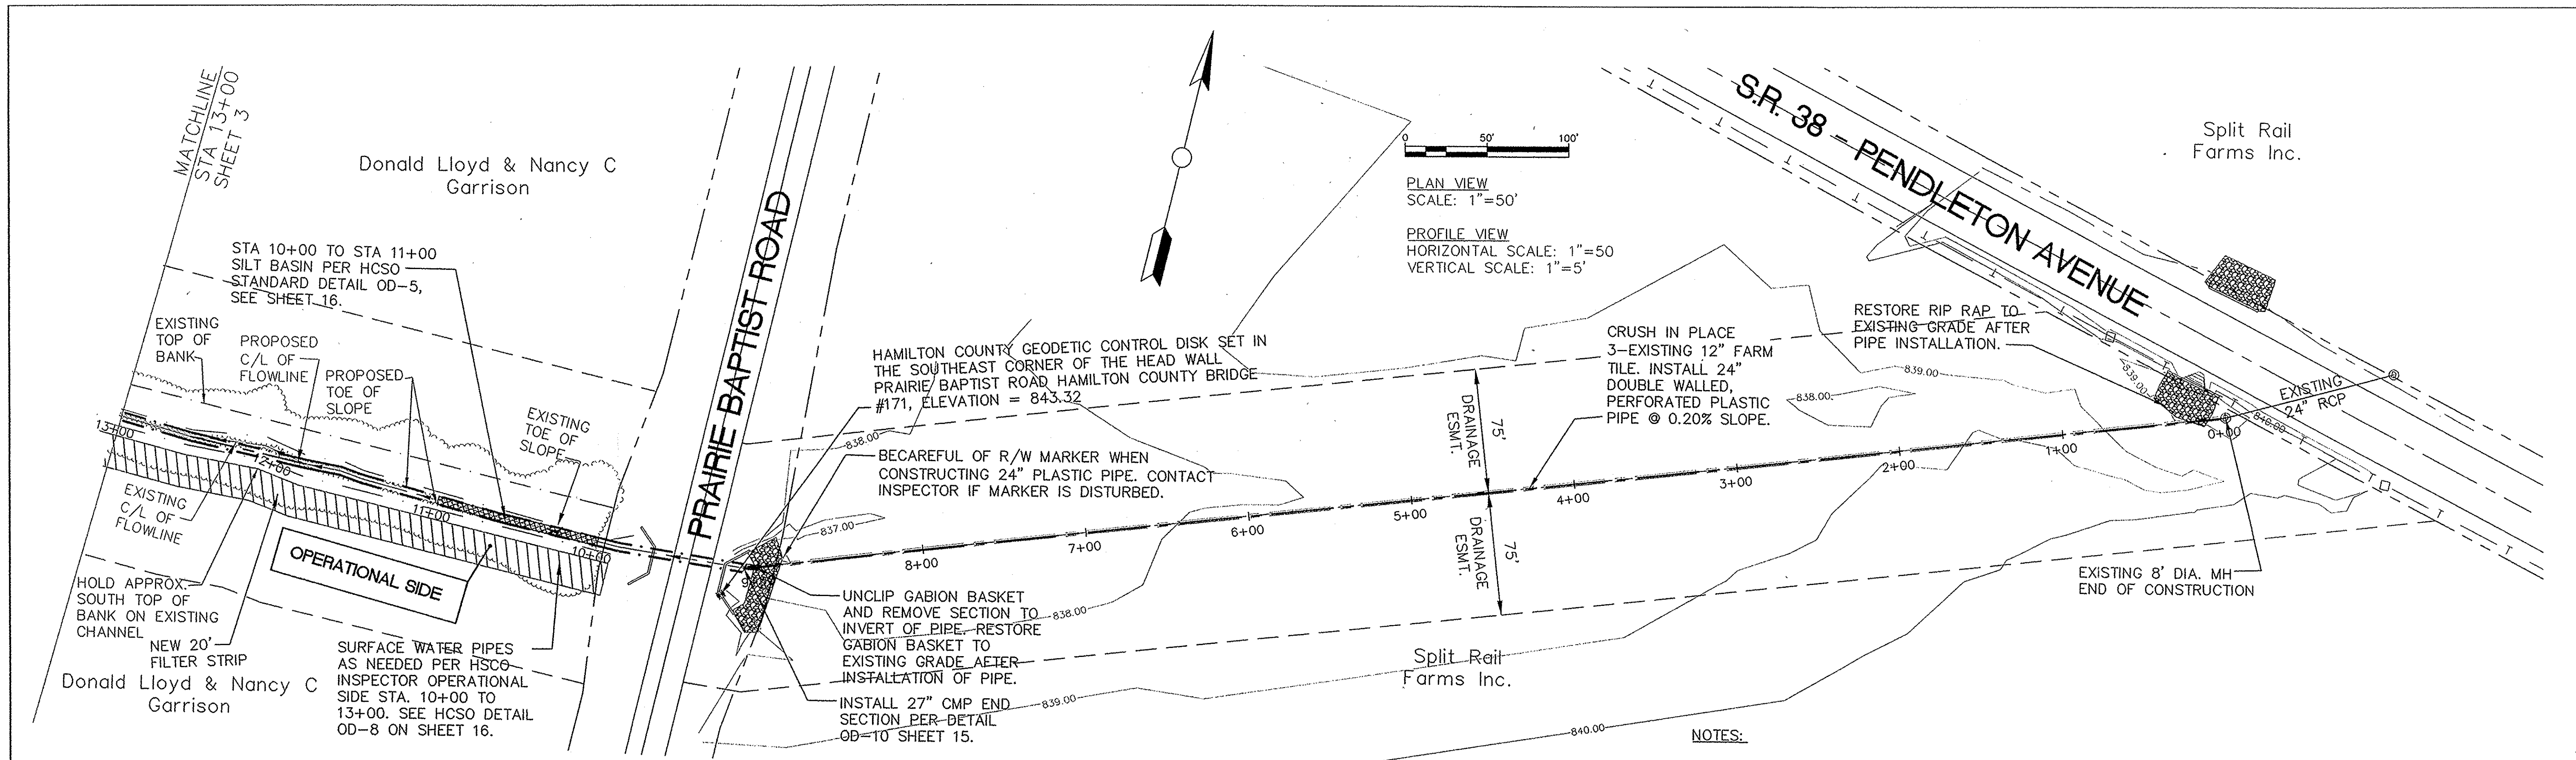 MATCHLINE
STA 13+00
SHEET 3
Donald Lloyd & Nancy C
Garrison
STA 10+00 TO STA 11+00
SILT BASIN PER HCSO
STANDARD DETAIL OD-5,
SEE SHEET 16.
EXISTING
TOP OF
BANK
PROPOSED
C/L OF
FLOWLINE
PROPOSED
TOE OF
SLOPE
EXISTING
TOE OF
SLOPE
13+00
12+00
11+00
10+00
EXISTING
C/L OF
FLOWLINE
OPERATIONAL SIDE
HOLD APPROX.
SOUTH TOP OF
BANK ON EXISTING
CHANNEL
NEW 20'
FILTER STRIP
Donald Lloyd & Nancy C
Garrison
SURFACE WATER PIPES
AS NEEDED PER HSCO
INSPECTOR OPERATIONAL
SIDE STA. 10+00 TO
13+00. SEE HCSO DETAIL
OD-8 ON SHEET 16.
PRAIRIE BAPTIST ROAD
HAMILTON COUNTY GEODETIC CONTROL DISK SET IN
THE SOUTHEAST CORNER OF THE HEAD WALL
PRAIRIE BAPTIST ROAD HAMILTON COUNTY BRIDGE
#171, ELEVATION = 843.32
838.00
BECAREFUL OF R/W MARKER WHEN
CONSTRUCTING 24" PLASTIC PIPE. CONTACT
INSPECTOR IF MARKER IS DISTURBED.
837.00
8+00
7+00
6+00
5+00
4+00
3+00
2+00
1+00
0+00
UNCLIP GABION BASKET
AND REMOVE SECTION TO
INVERT OF PIPE. RESTORE
GABION BASKET TO
EXISTING GRADE AFTER
INSTALLATION OF PIPE.
838.00
INSTALL 27" CMP END
SECTION PER DETAIL
OD-10 SHEET 15.
839.00
0 50' 100'
PLAN VIEW
SCALE: 1"=50'
PROFILE VIEW
HORIZONTAL SCALE: 1"=50
VERTICAL SCALE: 1"=5'
75'
DRAINAGE
ESMT.
75'
DRAINAGE
ESMT.
CRUSH IN PLACE
3-EXISTING 12" FARM
TILE. INSTALL 24"
DOUBLE WALLED,
PERFORATED PLASTIC
PIPE @ 0.20% SLOPE.
838.00
839.00
S.R. 38 - PENDLETON AVENUE
Split Rail
Farms Inc.
RESTORE RIP RAP TO
EXISTING GRADE AFTER
PIPE INSTALLATION.
839.00
EXISTING
24" RCP
840.00
EXISTING 8' DIA. MH
END OF CONSTRUCTION
Split Rail
Farms Inc.
840.00
NOTES: